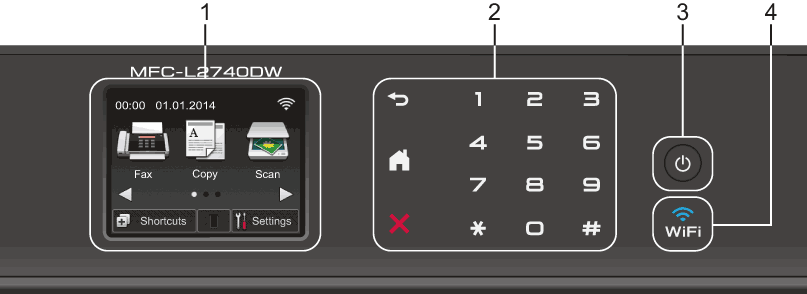 1 2 3 4
MFC-L2740DW
00:00 01.01.2014
A
Fax Copy Scan
Shortcuts Settings
1 2 3
4 5 6
7 8 9
* 0 #
WiFi